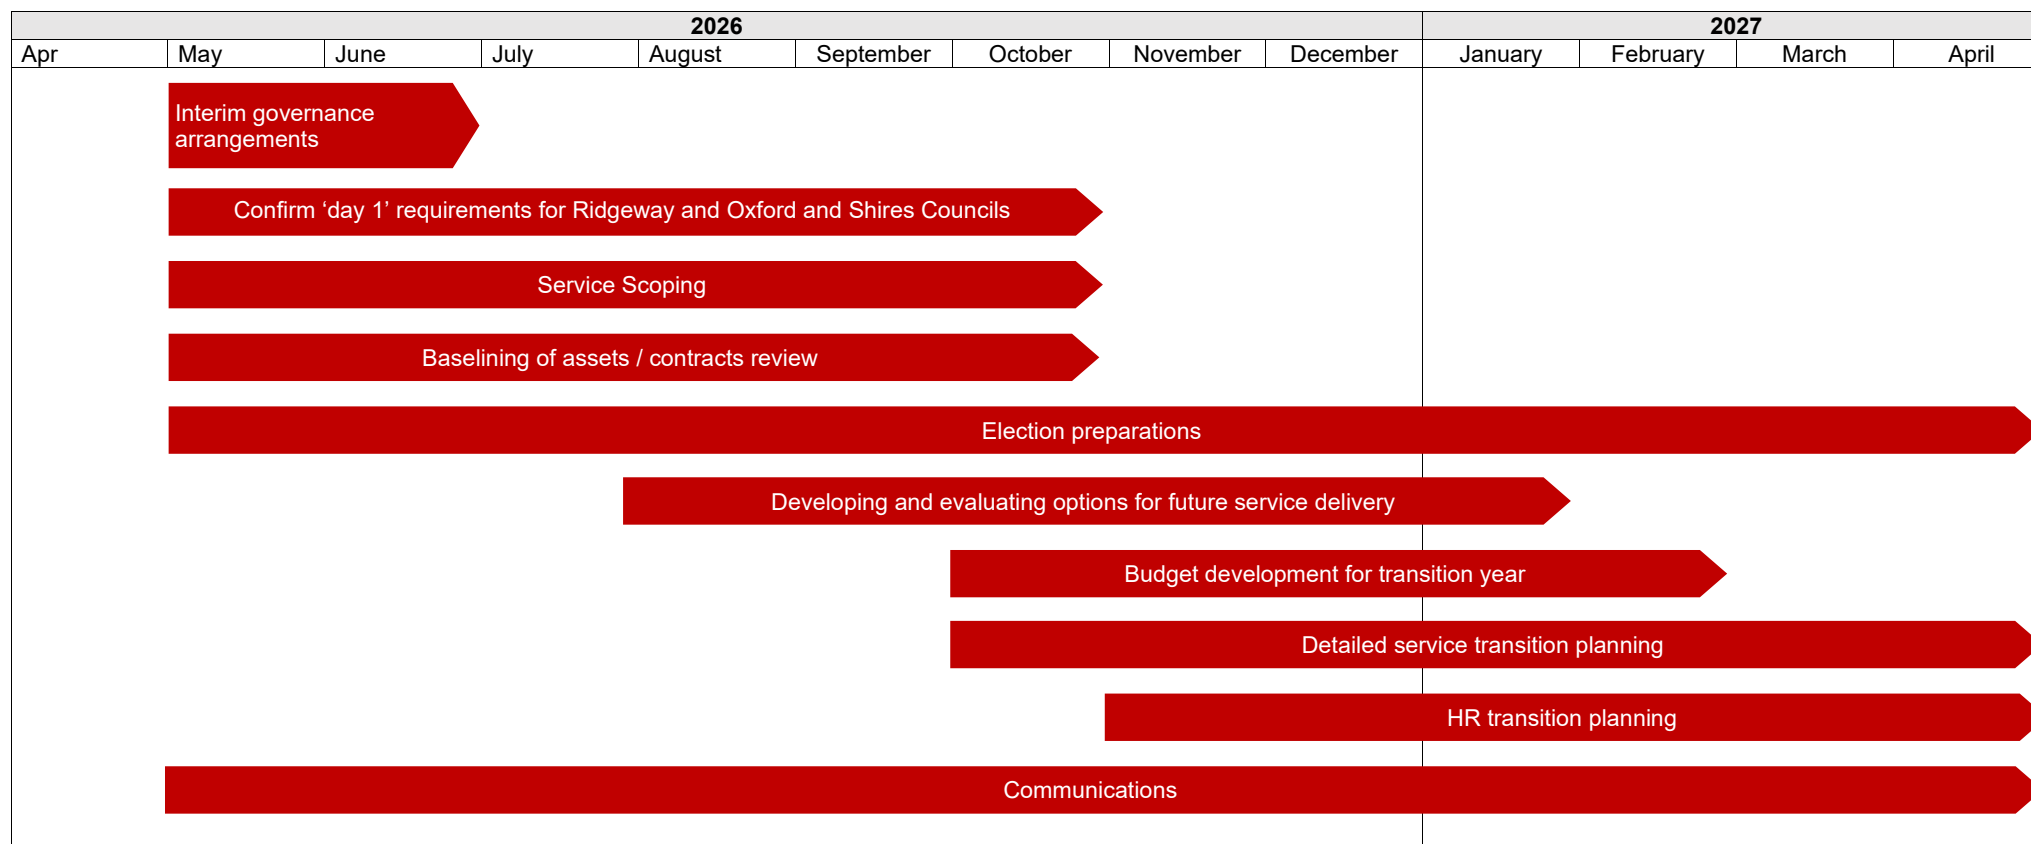 2026 2027
Apr May June July August September October November December January February March April
Interim governance
arrangements
Confirm ‘day 1’ requirements for Ridgeway and Oxford and Shires Councils
Service Scoping
Baselining of assets / contracts review
Election preparations
Developing and evaluating options for future service delivery
Budget development for transition year
Detailed service transition planning
HR transition planning
Communications